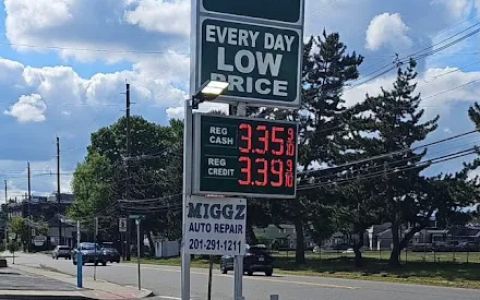 EVERY DAY
LOW
PRICE
REG
CASH
3.35 9/10
REG
CREDIT
3.39 9/10
MIGGZ
AUTO REPAIR
201-291-1211